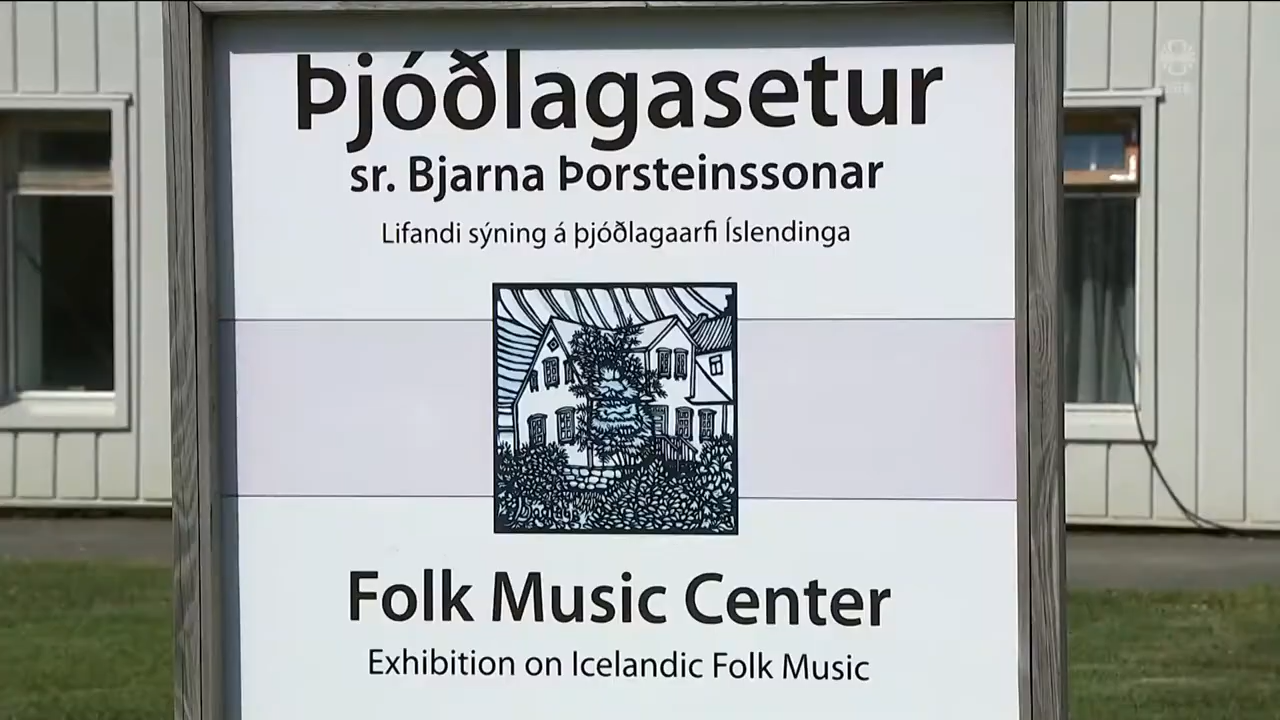 Þjóðlagasetur
sr. Bjarna Þorsteinssonar
Lifandi sýning á þjóðlagaarfi Íslendinga
Folk Music Center
Exhibition on Icelandic Folk Music